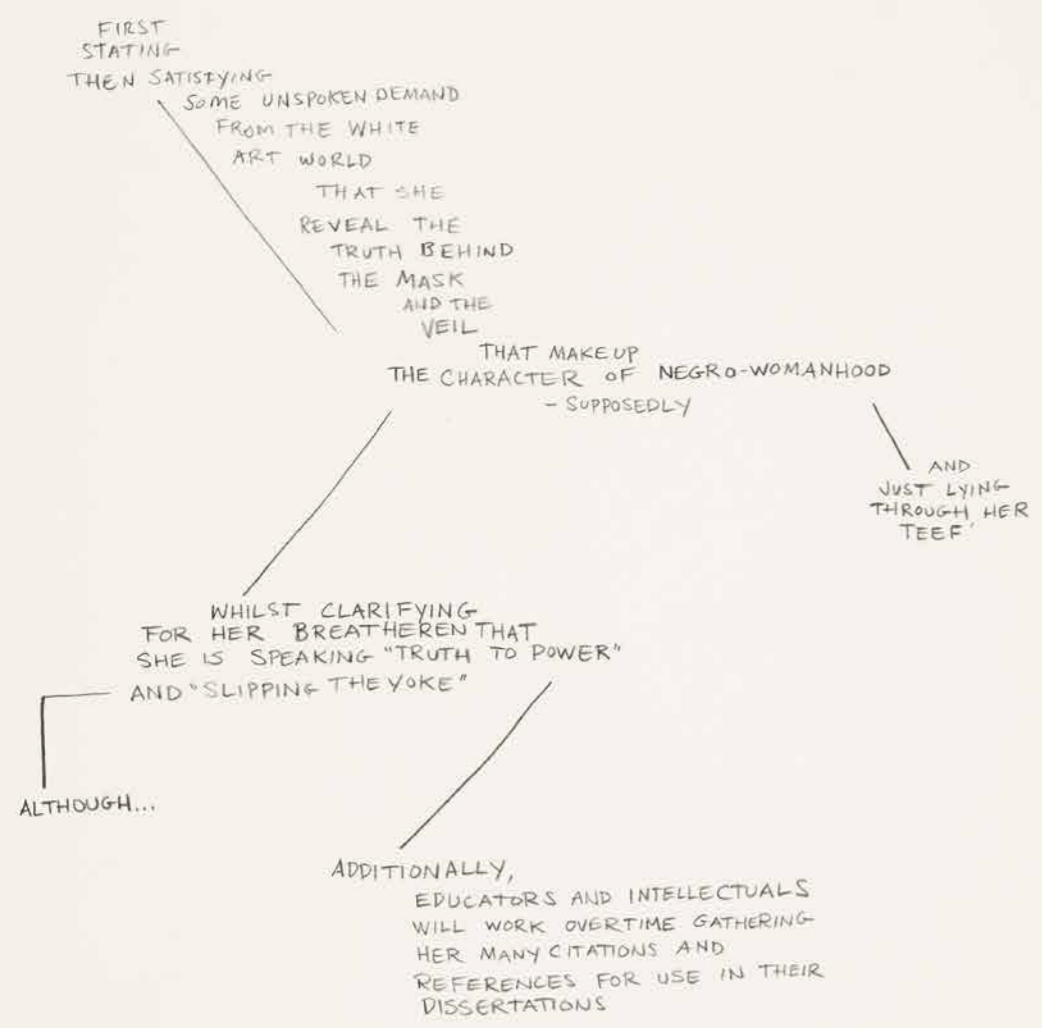 FIRST
STATING
THEN SATISFYING
SOME UNSPOKEN DEMAND
FROM THE WHITE
ART WORLD
THAT SHE
REVEAL THE
TRUTH BEHIND
THE MASK
AND THE
VEIL
THAT MAKE UP
THE CHARACTER OF NEGRO-WOMANHOOD
- SUPPOSEDLY
AND
JUST LYING
THROUGH HER
TEEF'
WHILST CLARIFYING
FOR HER BREATHEREN THAT
SHE IS SPEAKING "TRUTH TO POWER"
AND "SLIPPING THE YOKE"
ALTHOUGH...
ADDITIONALLY,
EDUCATORS AND INTELLECTUALS
WILL WORK OVERTIME GATHERING
HER MANY CITATIONS AND
REFERENCES FOR USE IN THEIR
DISSERTATIONS